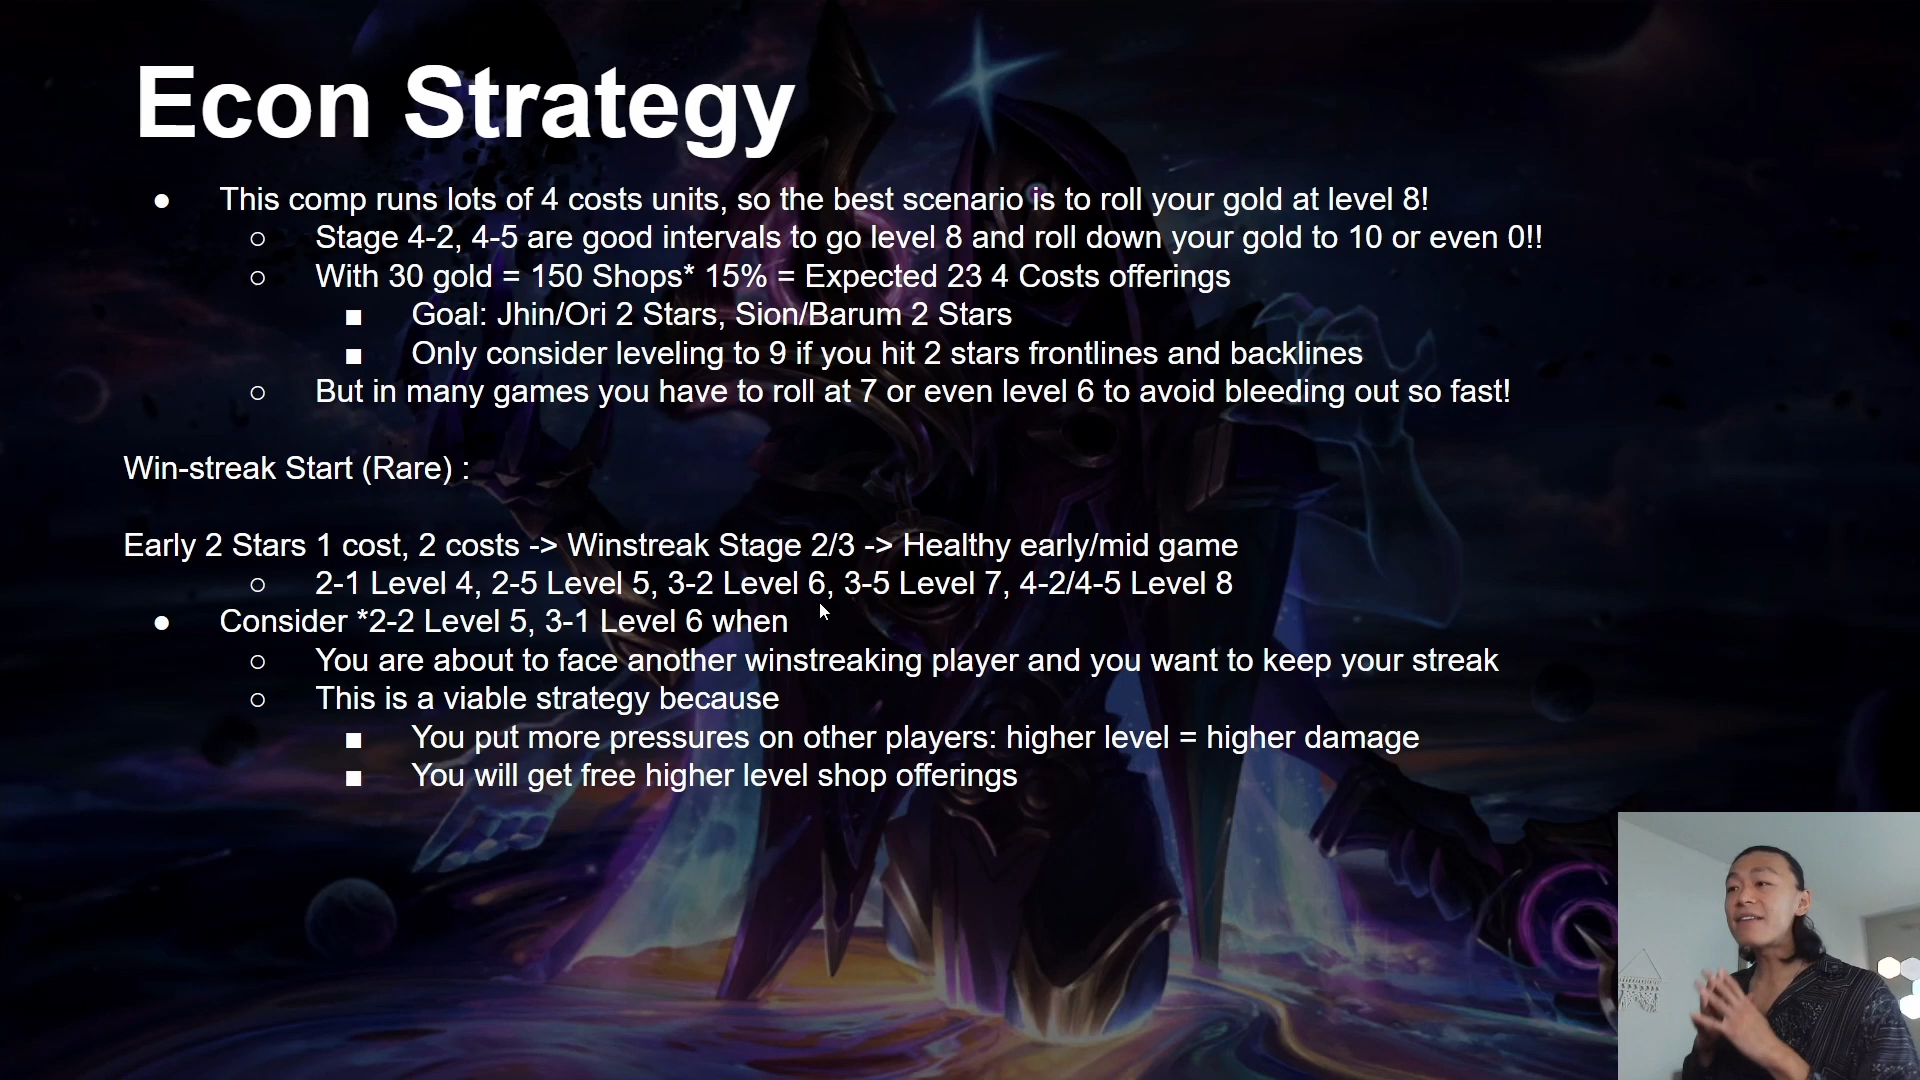 Econ Strategy
● This comp runs lots of 4 costs units, so the best scenario is to roll your gold at level 8!
○ Stage 4-2, 4-5 are good intervals to go level 8 and roll down your gold to 10 or even 0!!
○ With 30 gold = 150 Shops* 15% = Expected 23 4 Costs offerings
■ Goal: Jhin/Ori 2 Stars, Sion/Barum 2 Stars
■ Only consider leveling to 9 if you hit 2 stars frontlines and backlines
○ But in many games you have to roll at 7 or even level 6 to avoid bleeding out so fast!
Win-streak Start (Rare) :
Early 2 Stars 1 cost, 2 costs -> Winstreak Stage 2/3 -> Healthy early/mid game
○ 2-1 Level 4, 2-5 Level 5, 3-2 Level 6, 3-5 Level 7, 4-2/4-5 Level 8
● Consider *2-2 Level 5, 3-1 Level 6 when
○ You are about to face another winstreaking player and you want to keep your streak
○ This is a viable strategy because
■ You put more pressures on other players: higher level = higher damage
■ You will get free higher level shop offerings